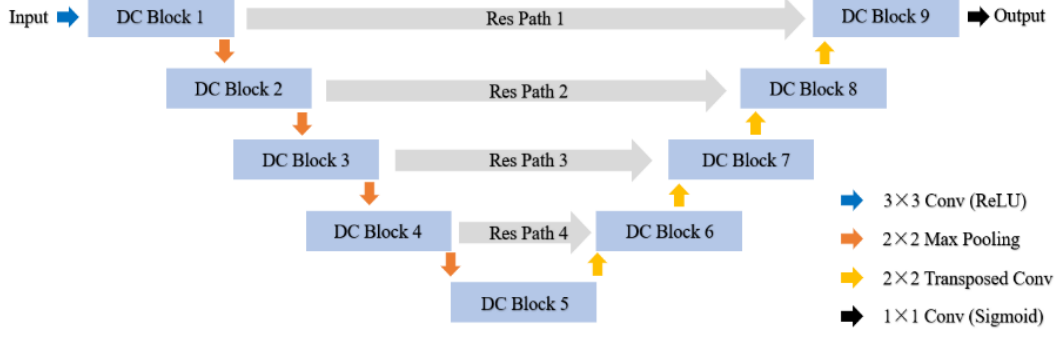 Input
DC Block 1
Res Path 1
DC Block 9
Output
DC Block 2
Res Path 2
DC Block 8
DC Block 3
Res Path 3
DC Block 7
3×3 Conv (ReLU)
DC Block 4
Res Path 4
DC Block 6
2×2 Max Pooling
2×2 Transposed Conv
DC Block 5
1×1 Conv (Sigmoid)